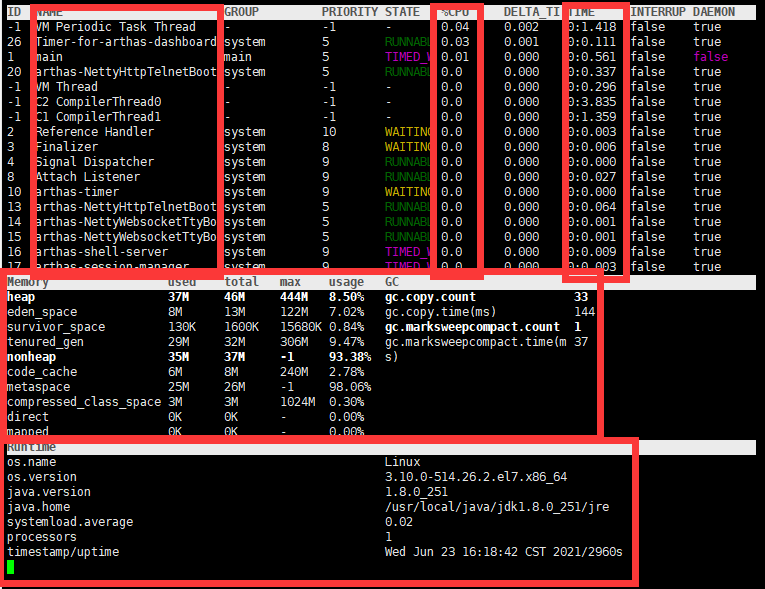 ID NAME GROUP PRIORITY STATE %CPU DELTA_TI TIME INTERRUP DAEMON
-1 VM Periodic Task Thread - -1 - 0.04 0.002 0:1.418 false true
26 Timer-for-arthas-dashboard system 5 RUNNABL 0.03 0.001 0:0.111 false true
1 main main 5 TIMED_W 0.01 0.000 0:0.561 false false
20 arthas-NettyHttpTelnetBoot system 5 RUNNABL 0.0 0.000 0:0.337 false true
-1 VM Thread - -1 - 0.0 0.000 0:0.296 false true
-1 C2 CompilerThread0 - -1 - 0.0 0.000 0:3.835 false true
-1 C1 CompilerThread1 - -1 - 0.0 0.000 0:1.359 false true
2 Reference Handler system 10 WAITING 0.0 0.000 0:0.003 false true
3 Finalizer system 8 WAITING 0.0 0.000 0:0.006 false true
4 Signal Dispatcher system 9 RUNNABL 0.0 0.000 0:0.000 false true
8 Attach Listener system 9 RUNNABL 0.0 0.000 0:0.027 false true
10 arthas-timer system 9 WAITING 0.0 0.000 0:0.000 false true
13 arthas-NettyHttpTelnetBoot system 5 RUNNABL 0.0 0.000 0:0.064 false true
14 arthas-NettyWebsocketTtyBo system 5 RUNNABL 0.0 0.000 0:0.001 false true
15 arthas-NettyWebsocketTtyBo system 5 RUNNABL 0.0 0.000 0:0.001 false true
16 arthas-shell-server system 9 TIMED_W 0.0 0.000 0:0.009 false true
17 arthas-session-manager system 9 TIMED_W 0.0 0.000 0:0.003 false true
Memory used total max usage GC
heap 37M 46M 444M 8.50% gc.copy.count 33
eden_space 8M 13M 122M 7.02% gc.copy.time(ms) 144
survivor_space 130K 1600K 15680K 0.84% gc.marksweepcompact.count 1
tenured_gen 29M 32M 306M 9.47% gc.marksweepcompact.time(m 37
nonheap 35M 37M -1 93.38% s)
code_cache 6M 8M 240M 2.78%
metaspace 25M 26M -1 98.06%
compressed_class_space 3M 3M 1024M 0.30%
direct 0K 0K - 0.00%
mapped 0K 0K - 0.00%
Runtime
os.name Linux
os.version 3.10.0-514.26.2.el7.x86_64
java.version 1.8.0_251
java.home /usr/local/java/jdk1.8.0_251/jre
systemload.average 0.02
processors 1
timestamp/uptime Wed Jun 23 16:18:42 CST 2021/2960s